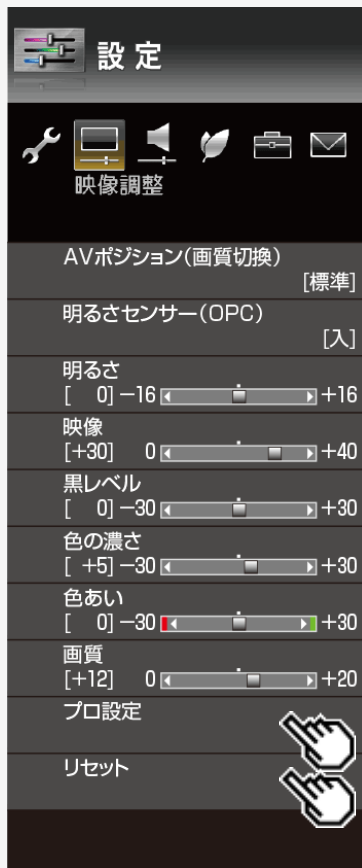 設定
映像調整
AVポジション(画質切換)
[標準]
明るさセンサー(OPC)
[入]
明るさ
[ 0] −16 +16
映像
[+30] 0 +40
黒レベル
[ 0] −30 +30
色の濃さ
[ +5] −30 +30
色あい
[ 0] −30 +30
画質
[+12] 0 +20
プロ設定
リセット